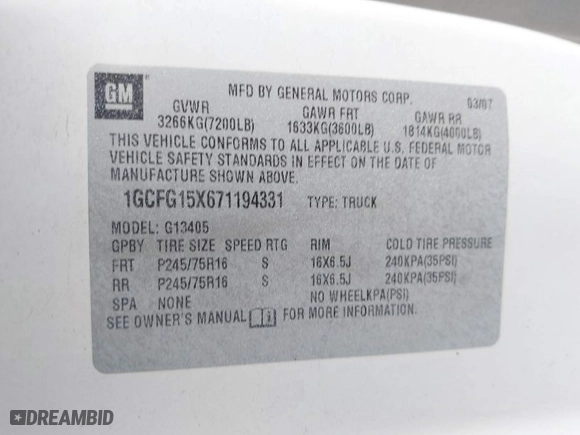 GM
MFD BY GENERAL MOTORS CORP. 03/07
GVWR GAWR FRT GAWR RR
3266KG(7200LB) 1633KG(3600LB) 1814KG(4000LB)
THIS VEHICLE CONFORMS TO ALL APPLICABLE U.S. FEDERAL MOTOR
VEHICLE SAFETY STANDARDS IN EFFECT ON THE DATE OF
MANUFACTURE SHOWN ABOVE.
1GCFG15X671194331 TYPE: TRUCK
MODEL: G13405
GPBY TIRE SIZE SPEED RTG RIM COLD TIRE PRESSURE
FRT P245/75R16 S 16X6.5J 240KPA(35PSI)
RR P245/75R16 S 16X6.5J 240KPA(35PSI)
SPA NONE NO WHEELKPA(PSI)
SEE OWNER'S MANUAL FOR MORE INFORMATION.
DREAMBID